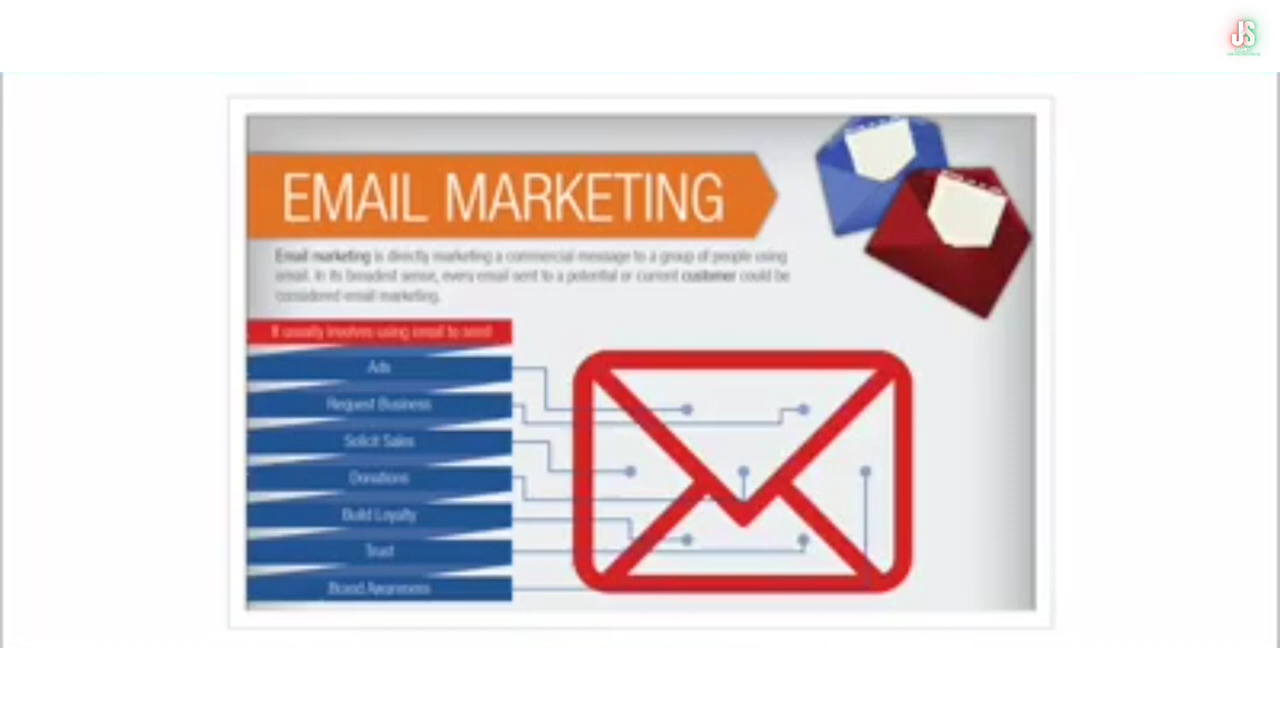 JS
EMAIL MARKETING
Email marketing is directly marketing a commercial message to a group of people using
email. In its broadest sense, every email sent to a potential or current customer could be
considered email marketing.
It usually involves using email to send
Ads
Request Business
Solicit Sales
Donations
Build Loyalty
Trust
Brand Awareness